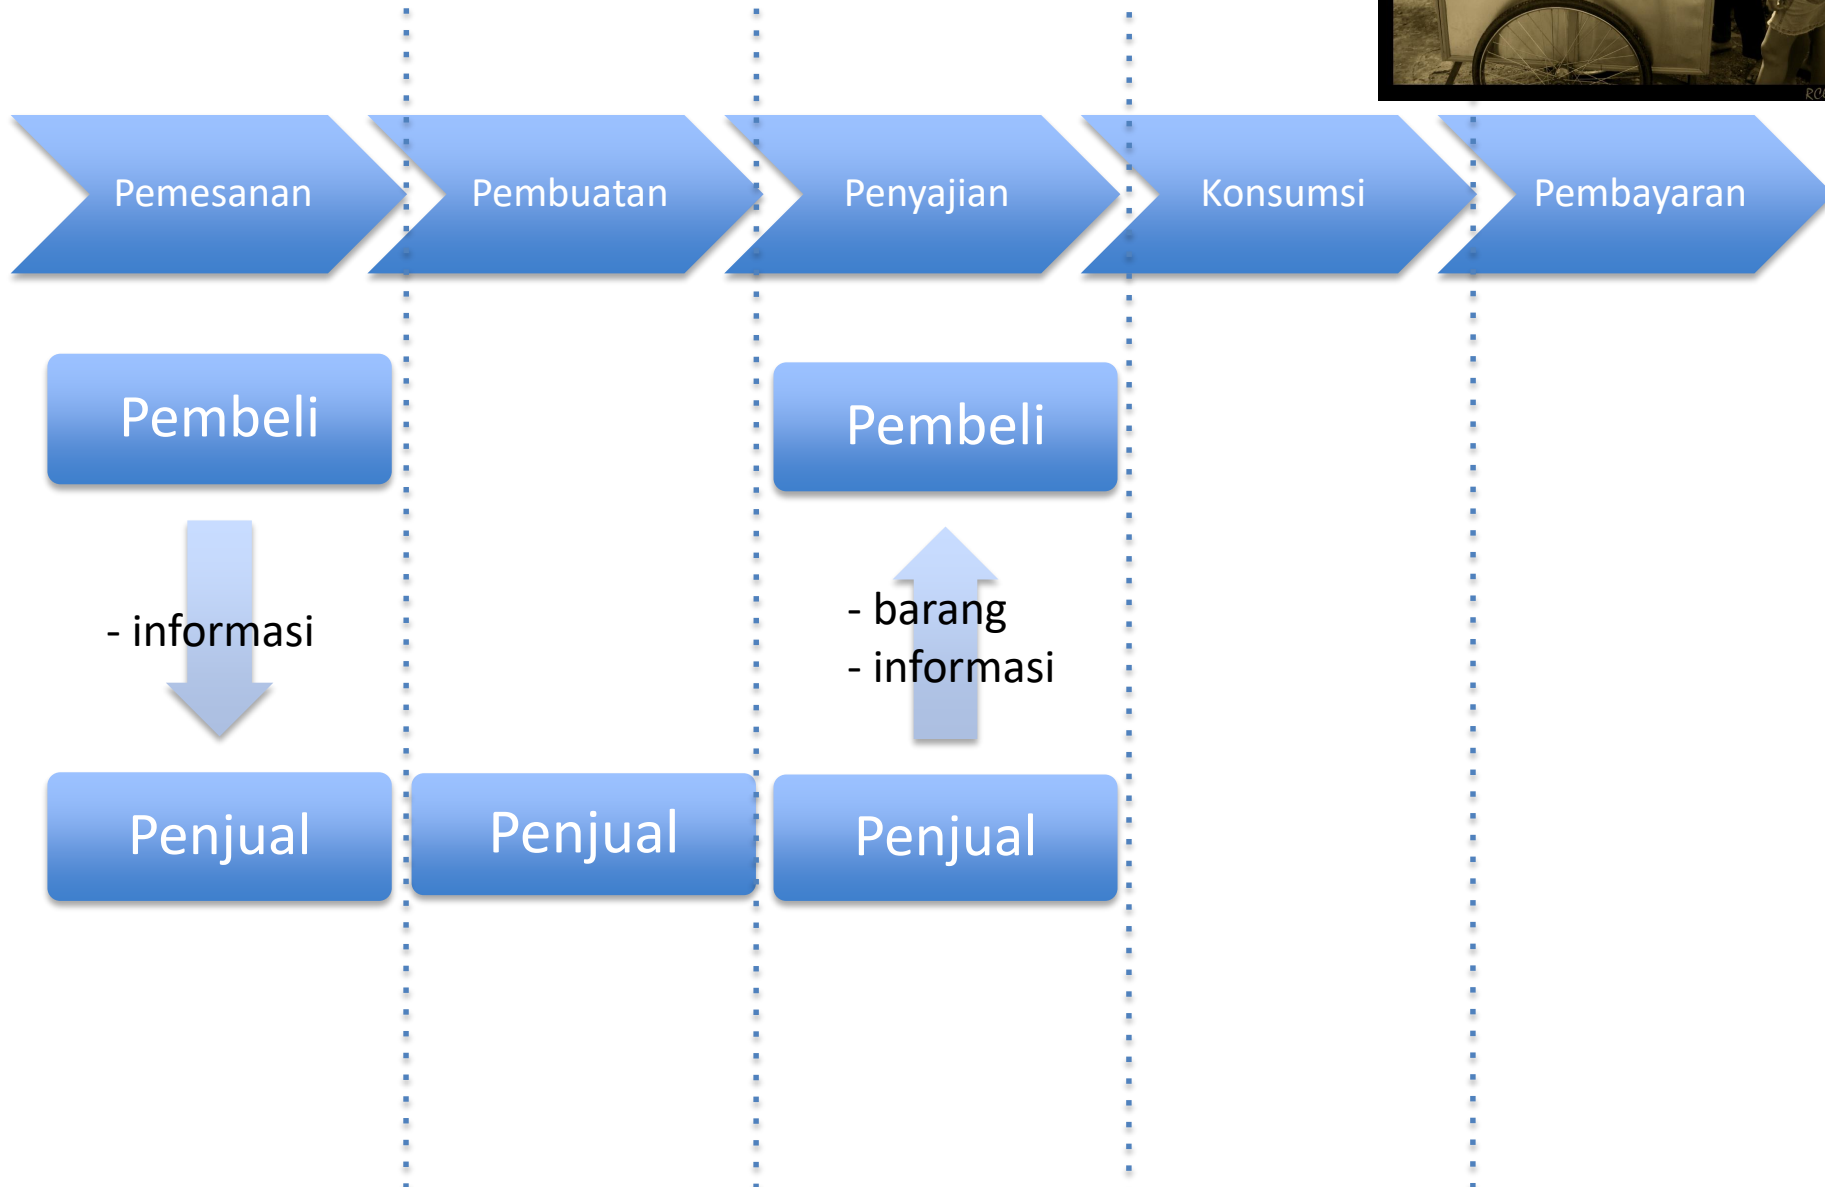 Pemesanan
Pembuatan
Penyajian
Konsumsi
Pembayaran
Pembeli
Pembeli
- informasi
- barang
- informasi
Penjual
Penjual
Penjual